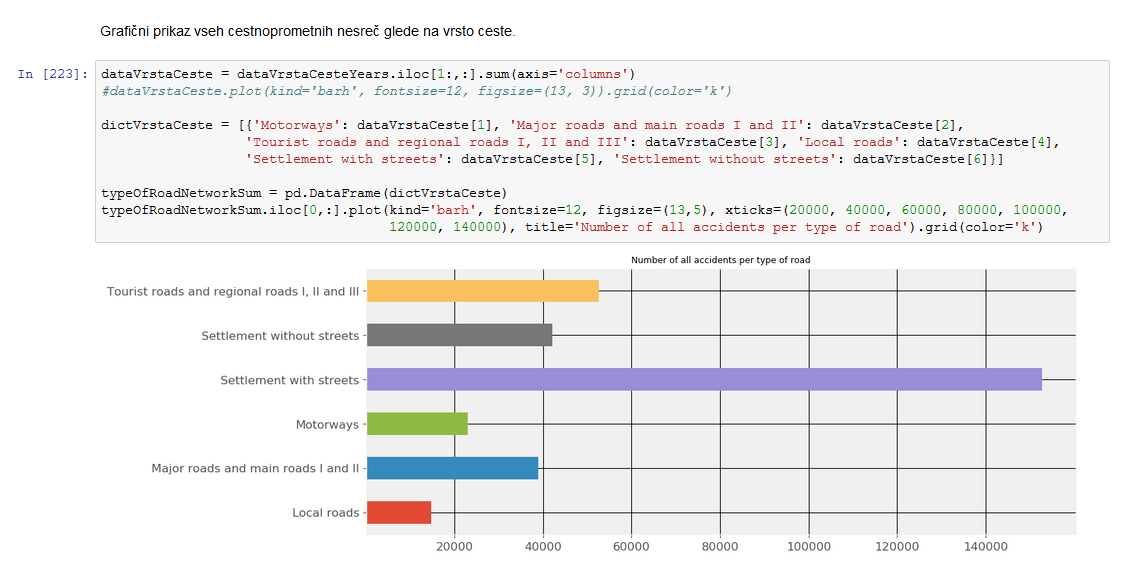 Grafični prikaz vseh cestnoprometnih nesreč glede na vrsto ceste.
In [223]: dataVrstaCeste = dataVrstaCesteYears.iloc[1:,:].sum(axis='columns')
#dataVrstaCeste.plot(kind='barh', fontsize=12, figsize=(13, 3)).grid(color='k')
dictVrstaCeste = [{'Motorways': dataVrstaCeste[1], 'Major roads and main roads I and II': dataVrstaCeste[2],
'Tourist roads and regional roads I, II and III': dataVrstaCeste[3], 'Local roads': dataVrstaCeste[4],
'Settlement with streets': dataVrstaCeste[5], 'Settlement without streets': dataVrstaCeste[6]}]
typeOfRoadNetworkSum = pd.DataFrame(dictVrstaCeste)
typeOfRoadNetworkSum.iloc[0,:].plot(kind='barh', fontsize=12, figsize=(13,5), xticks=(20000, 40000, 60000, 80000, 100000,
120000, 140000), title='Number of all accidents per type of road').grid(color='k')
Number of all accidents per type of road
Tourist roads and regional roads I, II and III
Settlement without streets
Settlement with streets
Motorways
Major roads and main roads I and II
Local roads
20000 40000 60000 80000 100000 120000 140000